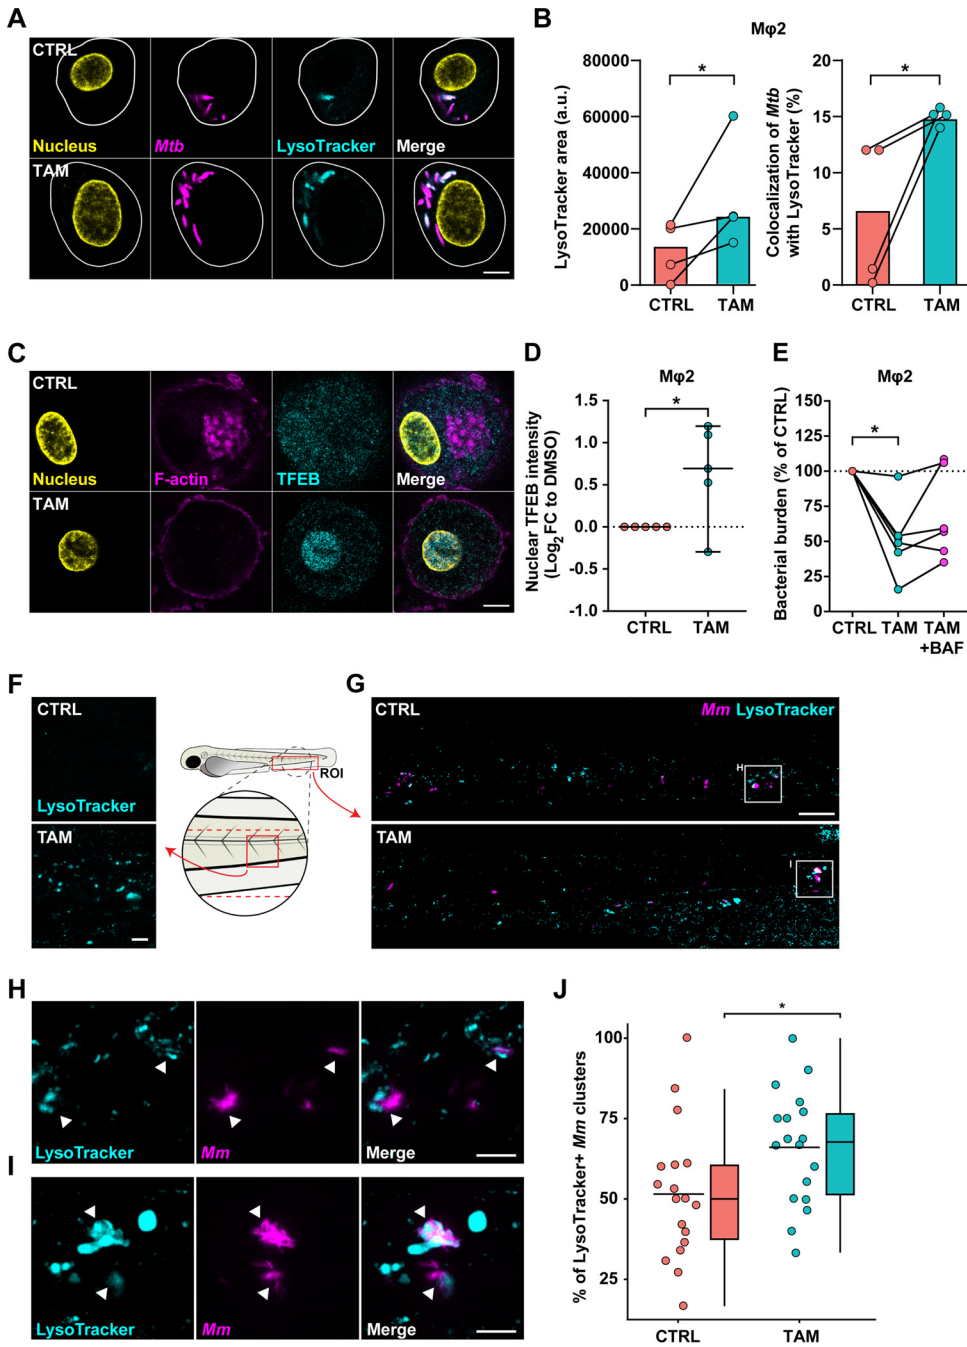 A
CTRL
Nucleus
Mtb
LysoTracker
Merge
TAM
B
Mφ2
LysoTracker area (a.u.)
80000
60000
40000
20000
0
CTRL
TAM
*
Colocalization of Mtb
with LysoTracker (%)
20
15
10
5
0
CTRL
TAM
*
C
CTRL
Nucleus
F-actin
TFEB
Merge
TAM
D
Mφ2
Nuclear TFEB intensity
(Log2FC to DMSO)
1.5
1.0
0.5
0.0
-0.5
-1.0
CTRL
TAM
*
E
Mφ2
Bacterial burden (% of CTRL)
150
125
100
75
50
25
0
CTRL
TAM
TAM
+BAF
*
F
CTRL
LysoTracker
TAM
ROI
G
CTRL
Mm LysoTracker
H
TAM
I
H
LysoTracker
Mm
Merge
I
LysoTracker
Mm
Merge
J
% of LysoTracker+ Mm clusters
100
75
50
25
CTRL
TAM
*